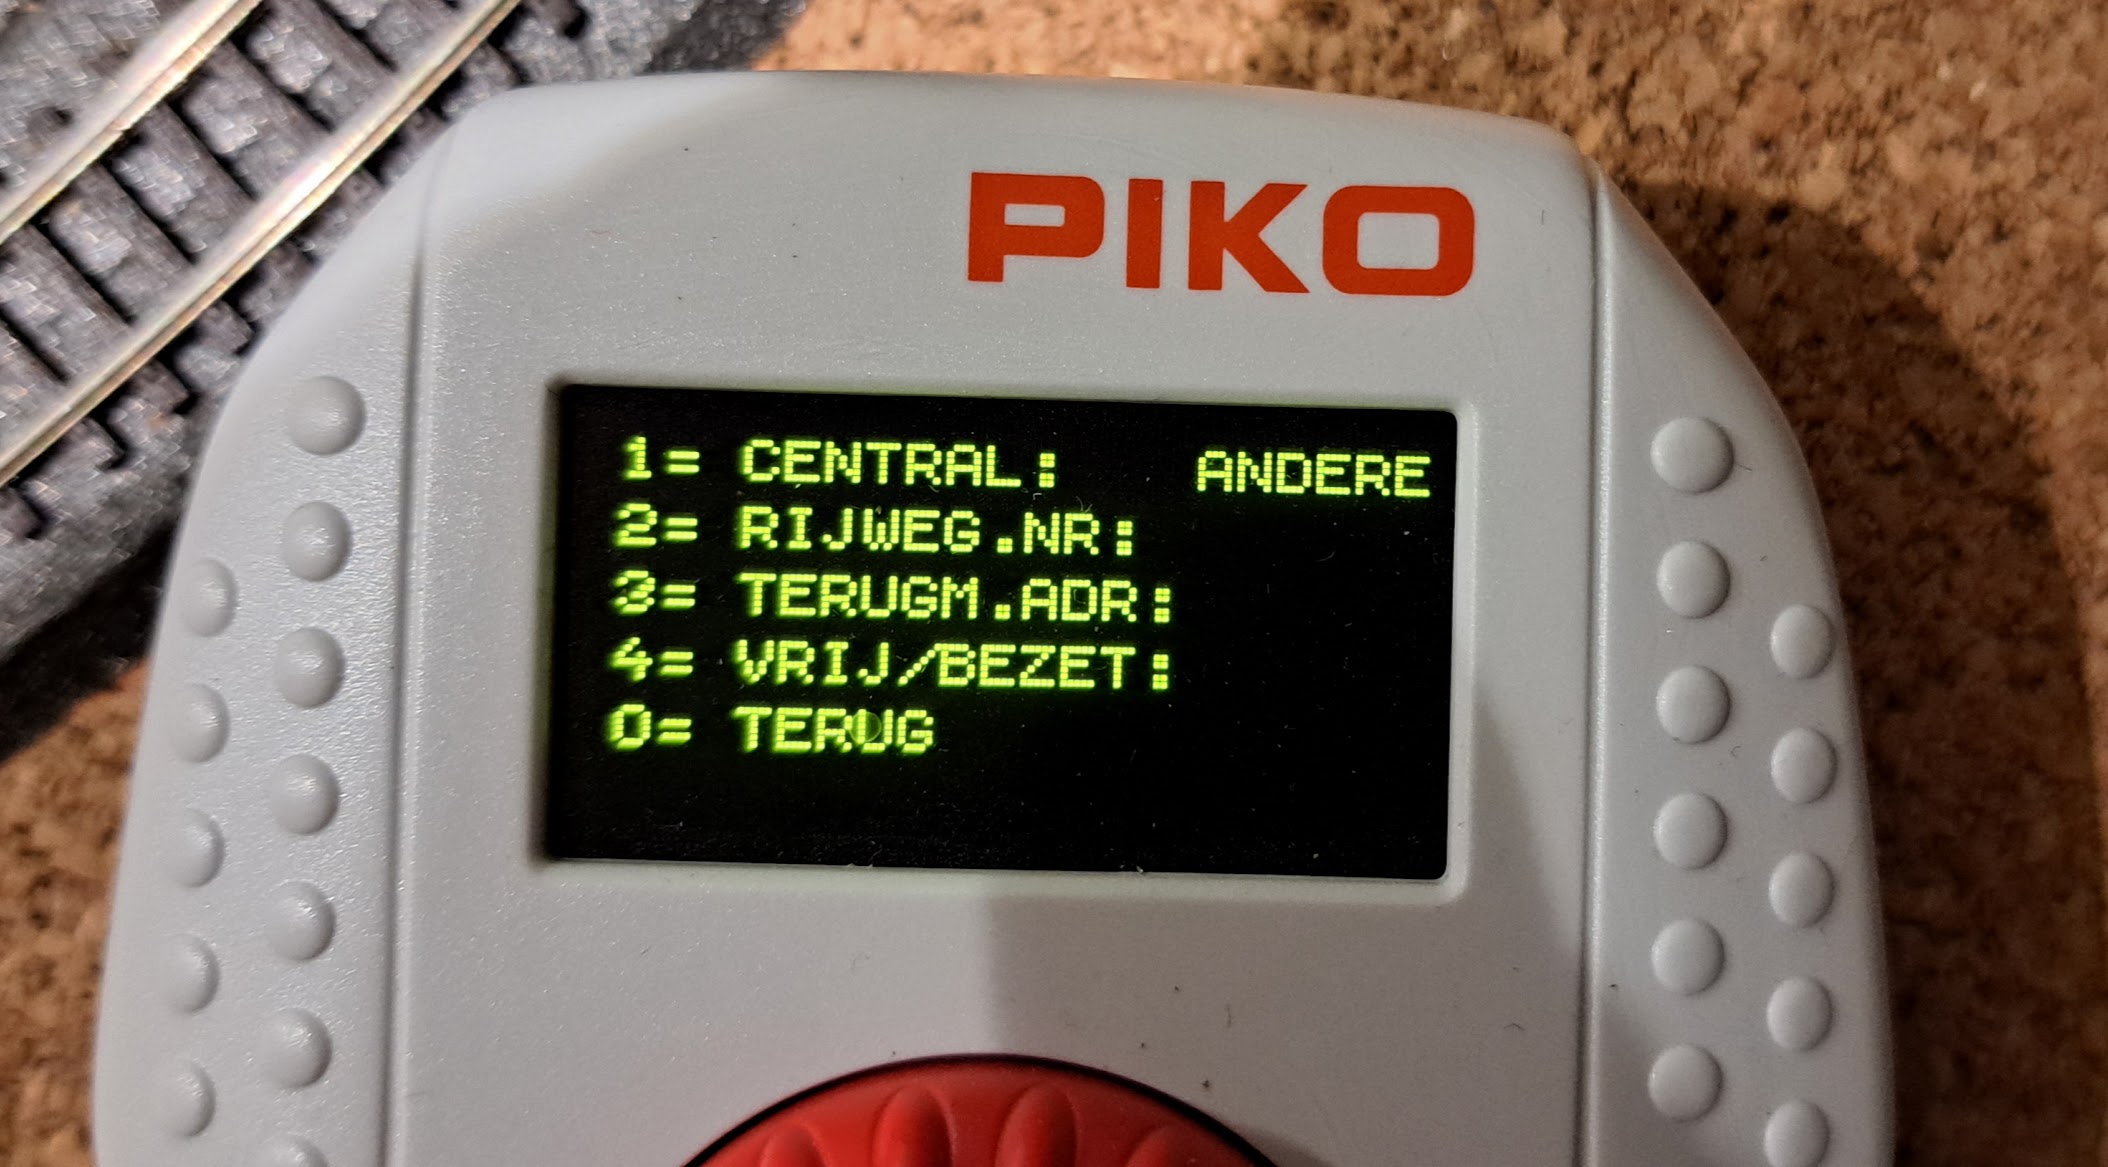 PIKO
1= CENTRAL: ANDERE
2= RIJWEG.NR:
3= TERUGM.ADR:
4= VRIJ/BEZET:
0= TERUG